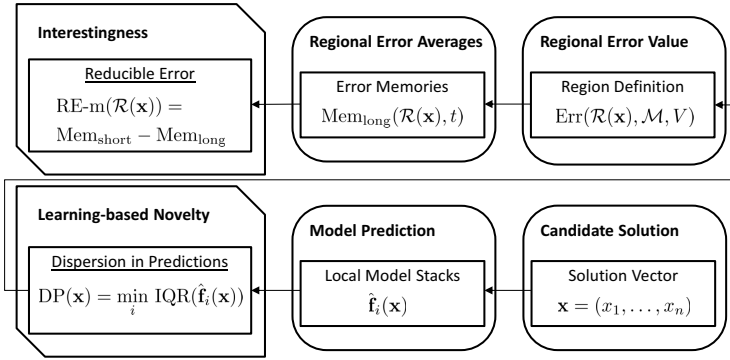 Interestingness
Reducible Error
RE-m(ℛ(𝐱)) =
Mem_short − Mem_long
Regional Error Averages
Error Memories
Mem_long(ℛ(𝐱), t)
Regional Error Value
Region Definition
Err(ℛ(𝐱), ℳ, V)
Learning-based Novelty
Dispersion in Predictions
DP(𝐱) = min_i IQR(𝐟̂_i(𝐱))
Model Prediction
Local Model Stacks
𝐟̂_i(𝐱)
Candidate Solution
Solution Vector
𝐱 = (x_1, . . . , x_n)